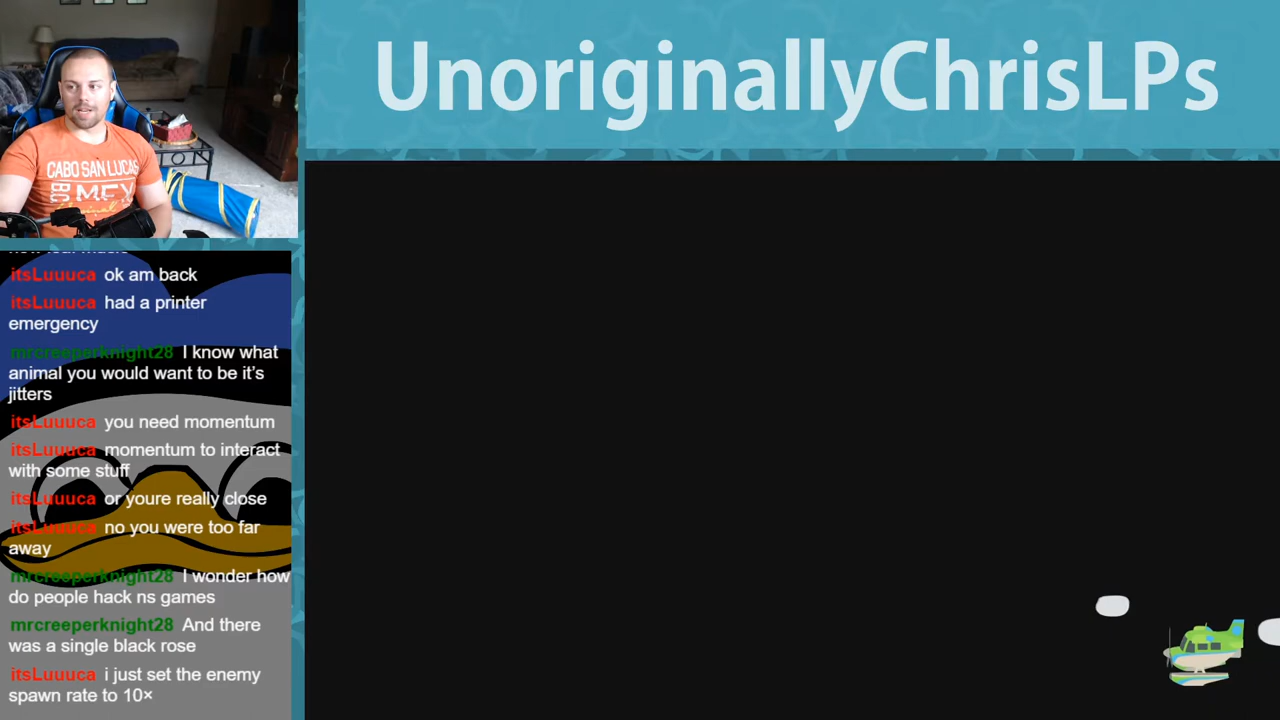 UnoriginallyChrisLPs
CABO SAN LUCAS
itsLuuuca ok am back
itsLuuuca had a printer
emergency
mrcreeperknight28 I know what
animal you would want to be it's
jitters
itsLuuuca you need momentum
itsLuuuca momentum to interact
with some stuff
itsLuuuca or youre really close
itsLuuuca no you were too far
away
mrcreeperknight28 I wonder how
do people hack ns games
mrcreeperknight28 And there
was a single black rose
itsLuuuca i just set the enemy
spawn rate to 10×